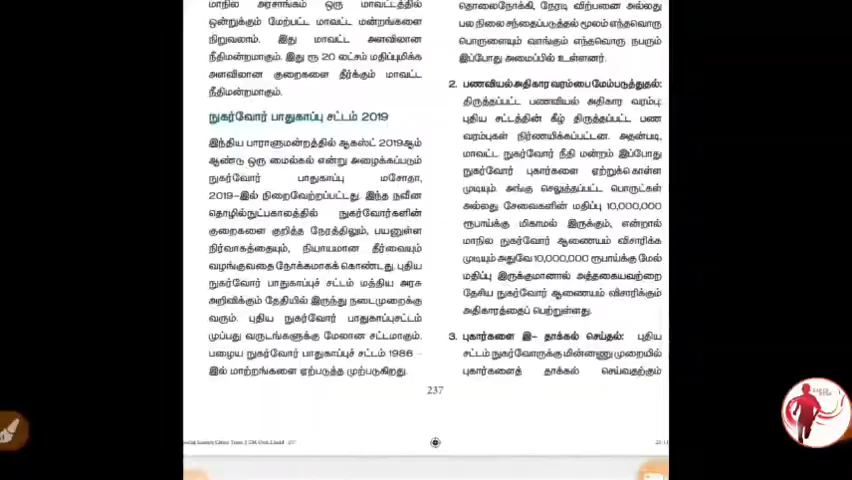 மாநில அரசாங்கம் ஒரு மாவட்டத்தில்
ஒன்றுக்கும் மேற்பட்ட மாவட்ட மன்றங்களை
நிறுவலாம். இது மாவட்ட அளவிலான
நீதிமன்றமாகும். இது ரூ 20 லட்சம் மதிப்புமிக்க
அளவிலான குறைகளை தீர்க்கும் மாவட்ட
நீதிமன்றமாகும்.
நுகர்வோர் பாதுகாப்பு சட்டம் 2019
இந்திய பாராளுமன்றத்தில் ஆகஸ்ட் 2019ஆம்
ஆண்டு ஒரு மைல்கல் என்று அழைக்கப்படும்
நுகர்வோர் பாதுகாப்பு மசோதா,
2019-இல் நிறைவேற்றப்பட்டது. இந்த நவீன
தொழில்நுட்பகாலத்தில் நுகர்வோர்களின்
குறைகளை குறித்த நேரத்திலும், பயனுள்ள
நிர்வாகத்தையும், நியாயமான தீர்வையும்
வழங்குவதை நோக்கமாகக் கொண்டது. புதிய
நுகர்வோர் பாதுகாப்புச் சட்டம் மத்திய அரசு
அறிவிக்கும் தேதியில் இருந்து நடைமுறைக்கு
வரும். புதிய நுகர்வோர் பாதுகாப்புசட்டம்
முப்பது வருடங்களுக்கு மேலான சட்டமாகும்.
பழைய நுகர்வோர் பாதுகாப்புச் சட்டம் 1986 –
இல் மாற்றங்களை ஏற்படுத்த முற்படுகிறது.
தொலைநோக்கி, நேரடி விற்பனை அல்லது
பல நிலை சந்தைப்படுத்தல் மூலம் எந்தவொரு
பொருளையும் வாங்கும் எந்தவொரு நபரும்
இப்போது அமைப்பில் உள்ளனர்.
2. பணவியல் அதிகார வரம்பை மேம்படுத்துதல்:
திருத்தப்பட்ட பணவியல் அதிகார வரம்பு:
புதிய சட்டத்தின் கீழ் திருத்தப்பட்ட பண
வரம்புகள் நிர்ணயிக்கப்பட்டன. அதன்படி,
மாவட்ட நுகர்வோர் நீதி மன்றம் இப்போது
நுகர்வோர் புகார்களை ஏற்றுக்கொள்ள
முடியும். அங்கு செலுத்தப்பட்ட பொருட்கள்
அல்லது சேவைகளின் மதிப்பு 10,000,000
ரூபாய்க்கு மிகாமல் இருக்கும், என்றால்
மாநில நுகர்வோர் ஆணையம் விசாரிக்க
முடியும் அதுவே 10,000,000 ரூபாய்க்கு மேல்
மதிப்பு இருக்குமானால் அத்தகையவற்றை
தேசிய நுகர்வோர் ஆணையம் விசாரிக்கும்
அதிகாரத்தைப் பெற்றுள்ளது.
3. புகார்களை இ- தாக்கல் செய்தல்: புதிய
சட்டம் நுகர்வோருக்கு மின்னணு முறையில்
புகார்களைத் தாக்கல் செய்வதற்கும்
237